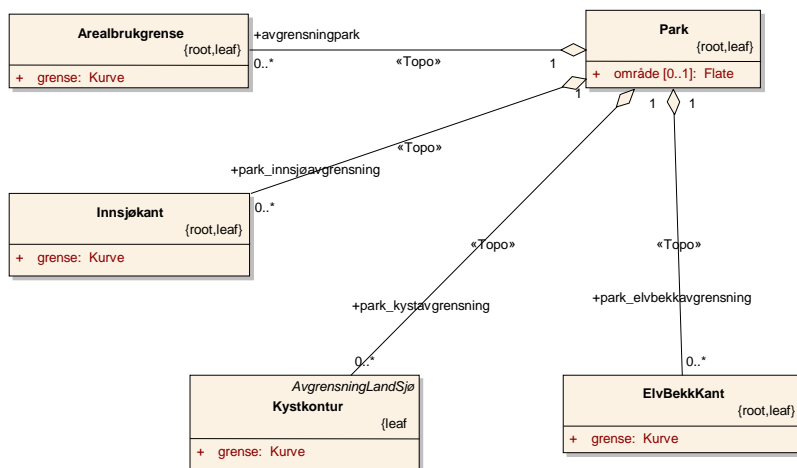 Arealbrukgrense
{root,leaf}
+ grense: Kurve
+avgrensningpark
0..*
«Topo»
1
Park
{root,leaf}
+ område [0..1]: Flate
1
1
1
«Topo»
+park_innsjøavgrensning
0..*
Innsjøkant
{root,leaf}
+ grense: Kurve
«Topo»
«Topo»
+park_kystavgrensning
+park_elvbekkavgrensning
0..*
0..*
AvgrensningLandSjø
Kystkontur
{leaf
+ grense: Kurve
ElvBekkKant
{root,leaf}
+ grense: Kurve